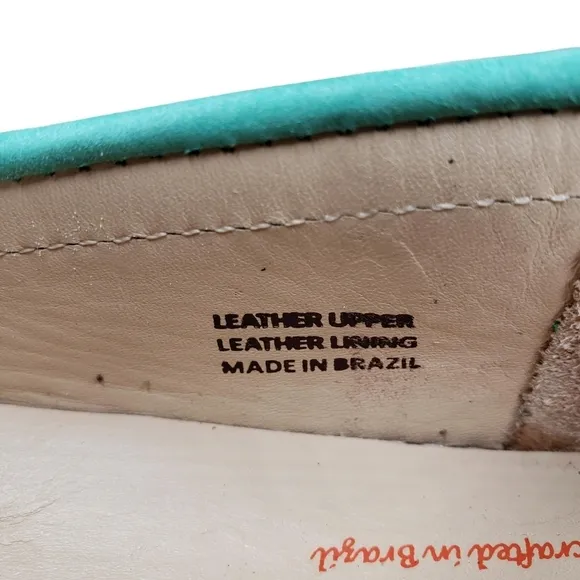 LEATHER UPPER
LEATHER LINING
MADE IN BRAZIL
crafted in Brazil